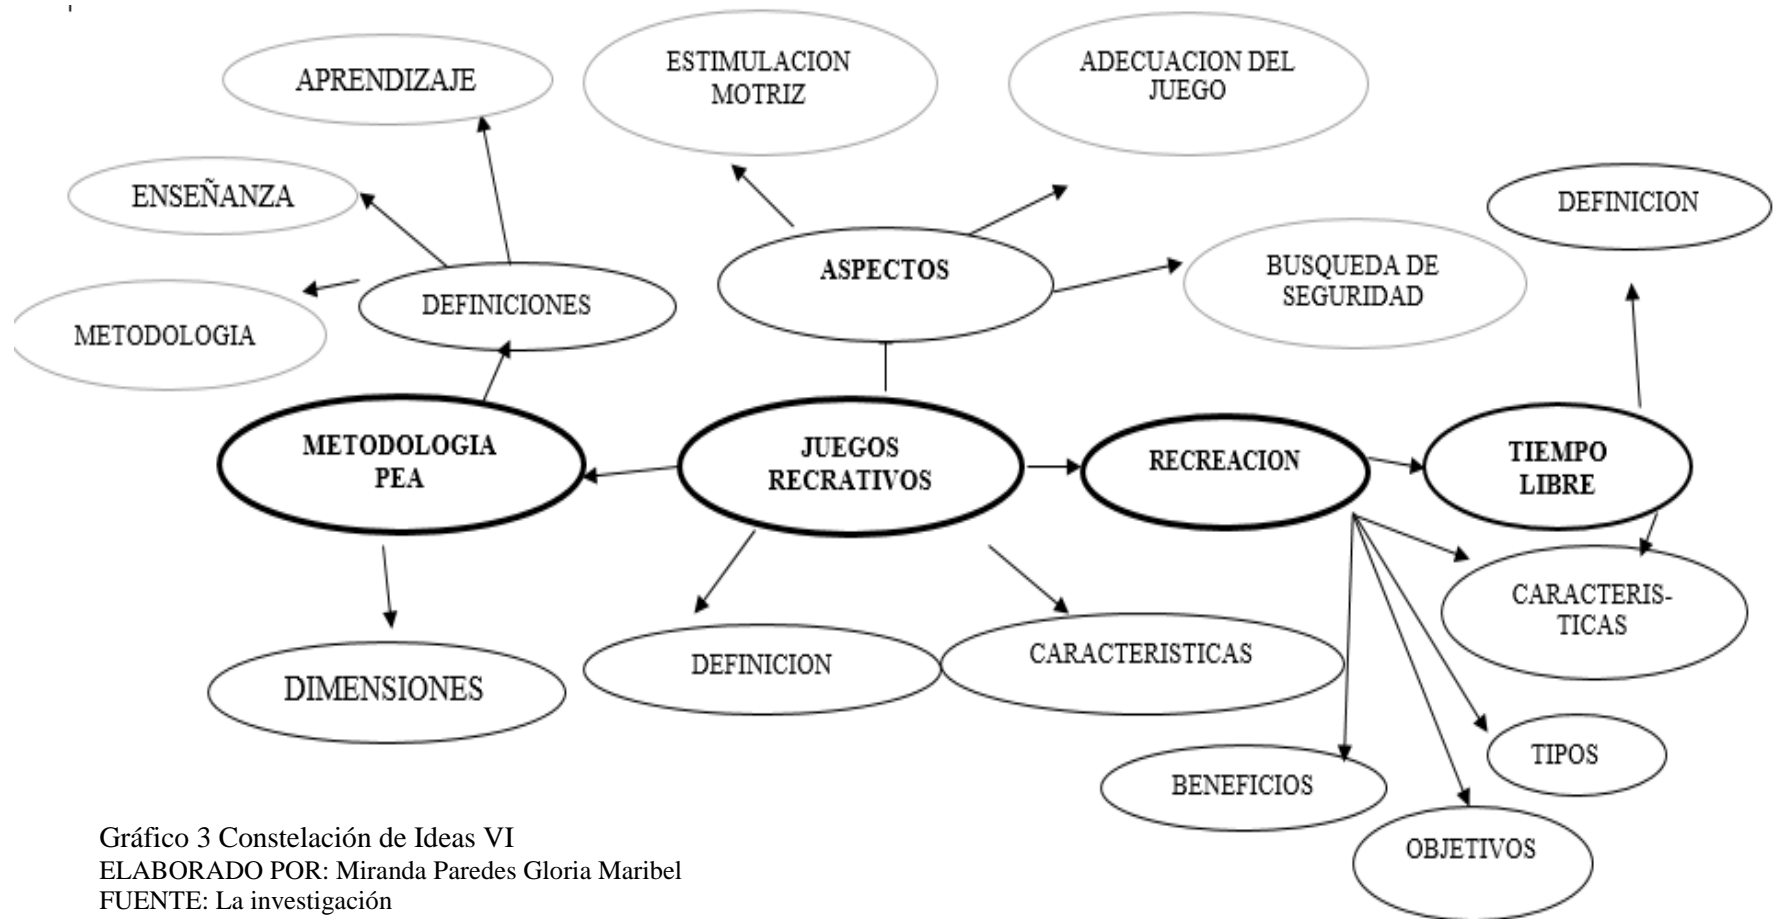 APRENDIZAJE
ESTIMULACION
MOTRIZ
ADECUACION DEL
JUEGO
ENSEÑANZA
DEFINICION
METODOLOGIA
DEFINICIONES
ASPECTOS
BUSQUEDA DE
SEGURIDAD
METODOLOGIA
PEA
JUEGOS
RECRATIVOS
RECREACION
TIEMPO
LIBRE
DIMENSIONES
DEFINICION
CARACTERISTICAS
CARACTERIS-
TICAS
BENEFICIOS
TIPOS
OBJETIVOS
Gráfico 3 Constelación de Ideas VI
ELABORADO POR: Miranda Paredes Gloria Maribel
FUENTE: La investigación